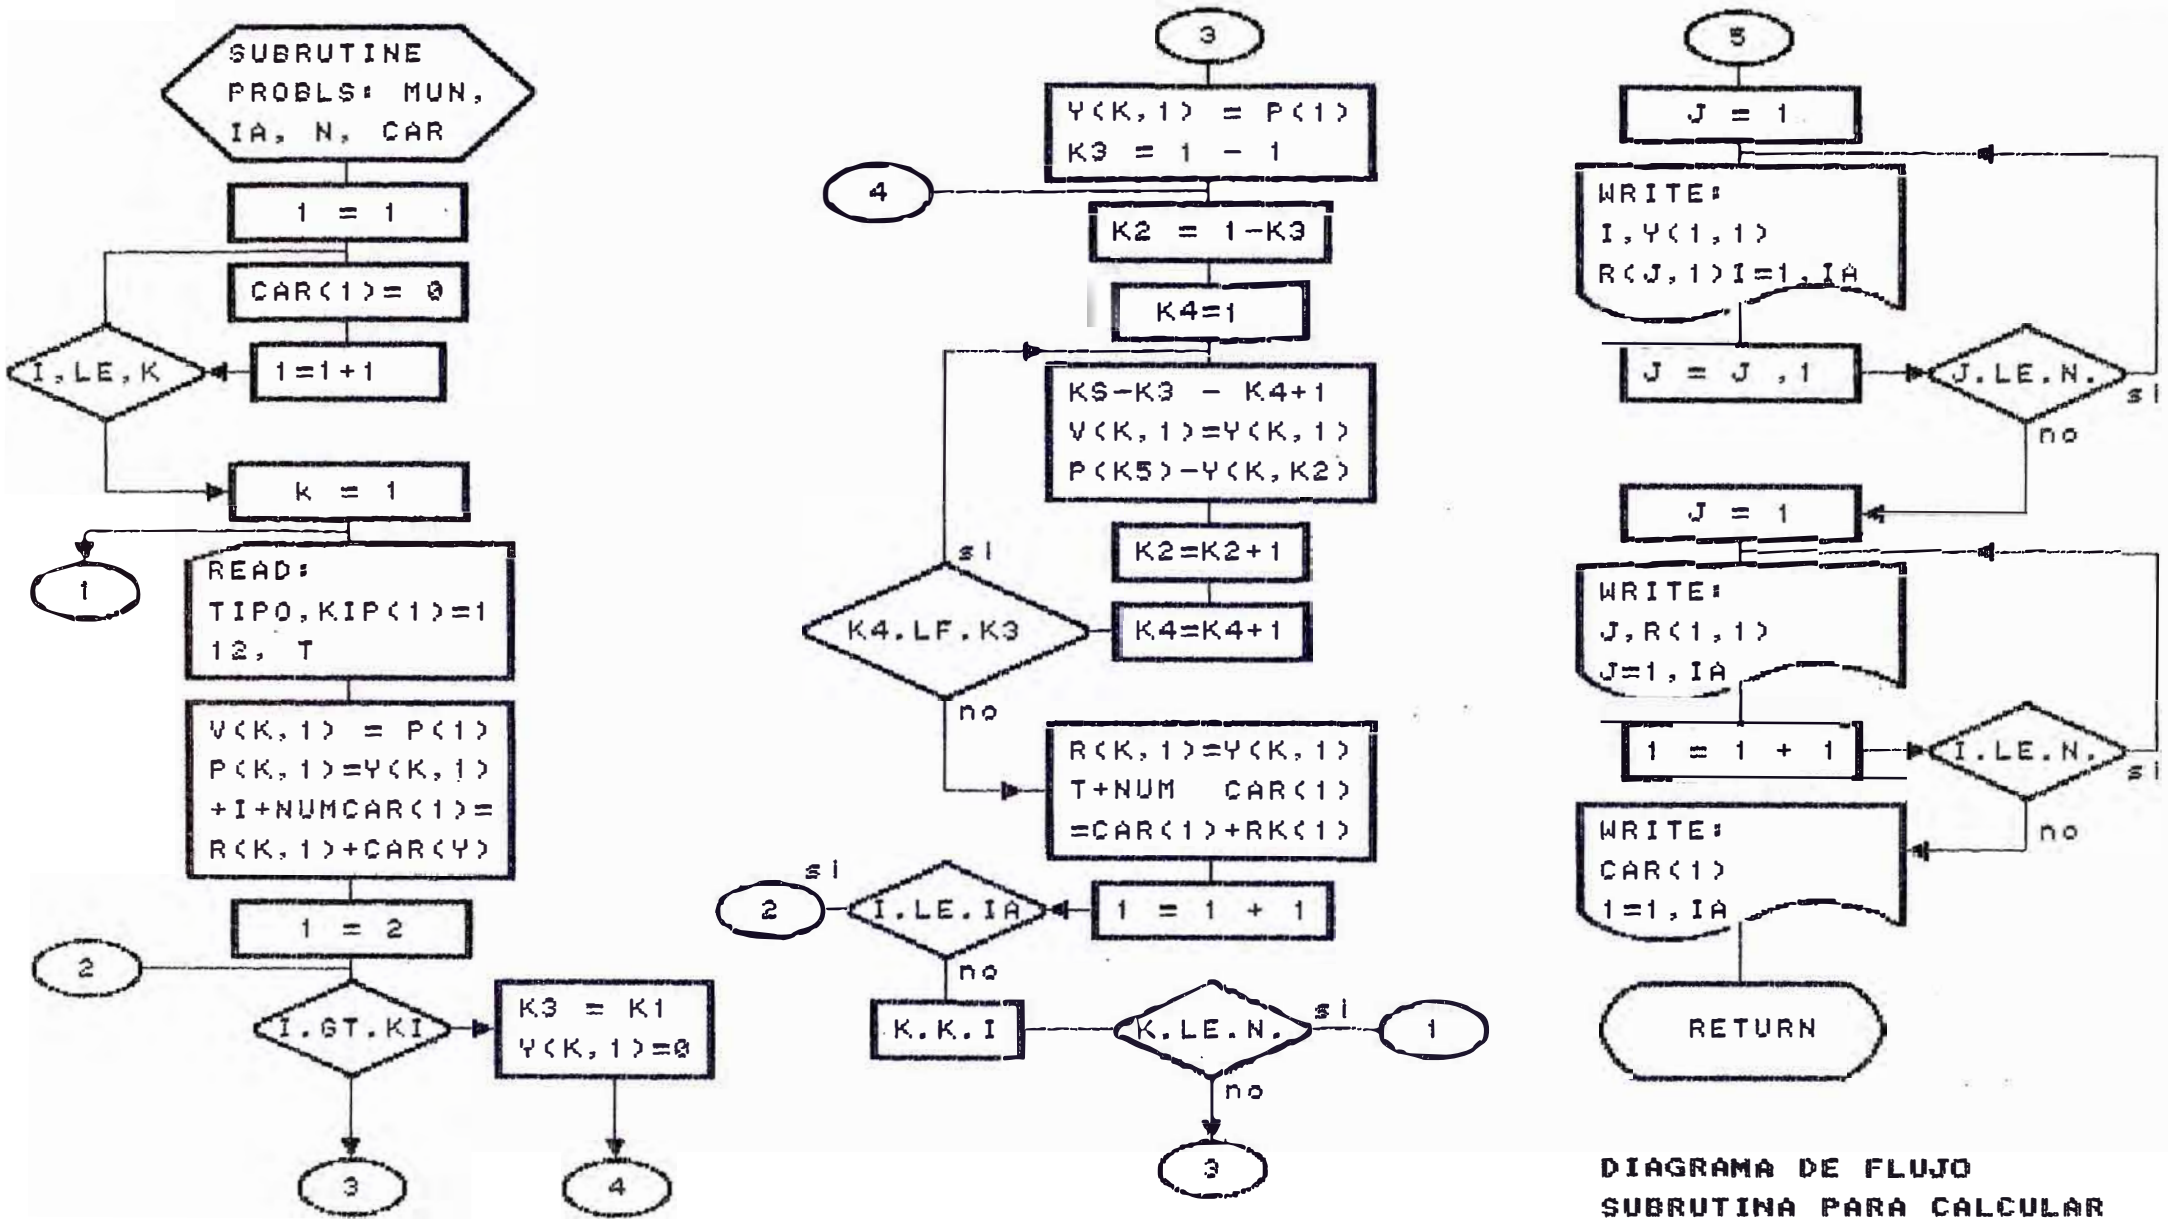 SUBRUTINE
PROBLS: MUN,
IA, N, CAR
1 = 1
CAR(1)= 0
1=1+1
I,LE,K
K = 1
1
READ:
TIPO,KIP(1)=1
12, T
V(K,1) = P(1)
P(K,1)=Y(K,1)
+I+NUMCAR(1)=
R(K,1)+CAR(Y)
1 = 2
2
I.GT.KI
K3 = K1
Y(K,1)=0
3
4
3
Y(K,1) = P(1)
K3 = 1 - 1
4
K2 = 1-K3
K4=1
KS-K3 - K4+1
V(K,1)=Y(K,1)
P(K5)-Y(K,K2)
K2=K2+1
si
K4.LF.K3
K4=K4+1
no
R(K,1)=Y(K,1)
T+NUM CAR(1)
=CAR(1)+RK(1)
si
2
I.LE.IA
1 = 1 + 1
no
K.K.I
K.LE.N.
si
1
no
3
5
J = 1
WRITE:
I,Y(1,1)
R(J,1)I=1,IA
J = J ,1
J.LE.N.
si
no
J = 1
WRITE:
J,R(1,1)
J=1,IA
1 = 1 + 1
I.LE.N.
si
no
WRITE:
CAR(1)
1=1,IA
RETURN
DIAGRAMA DE FLUJO
SUBRUTINA PARA CALCULAR